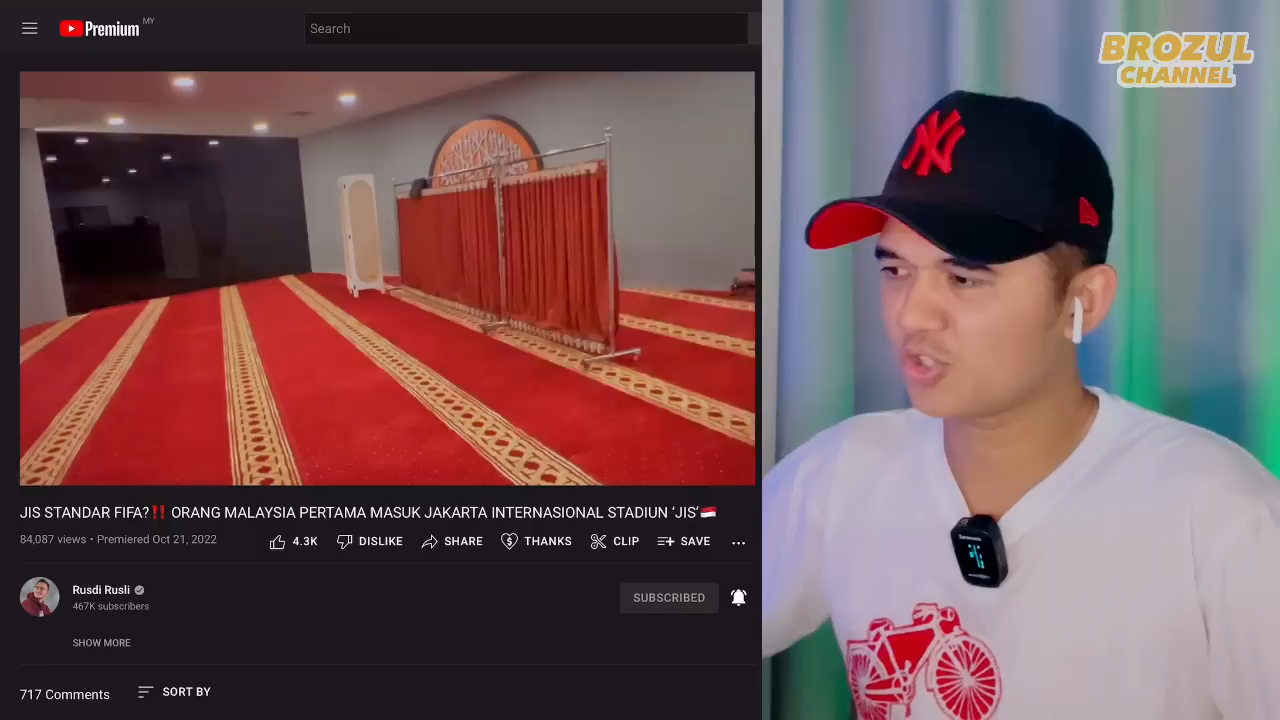 Premium MY
Search
BROZUL
CHANNEL
NY
JIS STANDAR FIFA?‼️ ORANG MALAYSIA PERTAMA MASUK JAKARTA INTERNASIONAL STADIUN ‘JIS’🇮🇩
84,087 views • Premiered Oct 21, 2022
4.3K DISLIKE SHARE THANKS CLIP SAVE ...
Rusdi Rusli
467K subscribers
SUBSCRIBED
SHOW MORE
717 Comments SORT BY